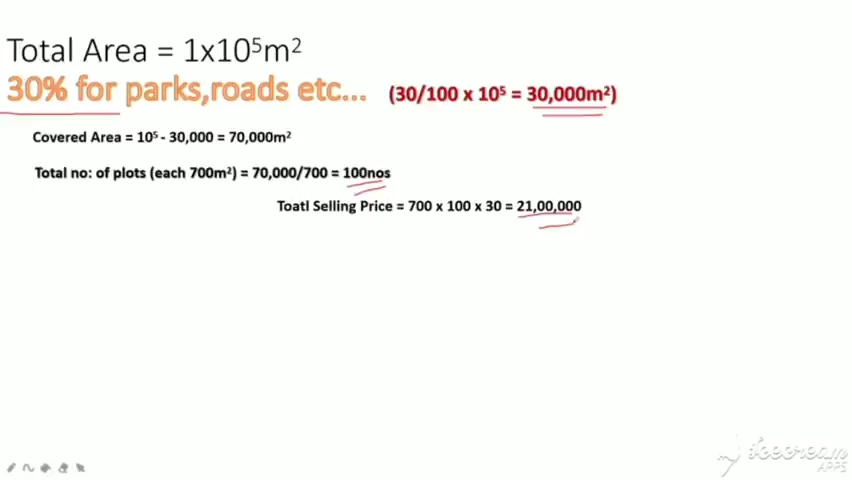 Total Area = 1x10⁵m²
30% for parks,roads etc... (30/100 x 10⁵ = 30,000m²)
Covered Area = 10⁵ - 30,000 = 70,000m²
Total no: of plots (each 700m²) = 70,000/700 = 100nos
Toatl Selling Price = 700 x 100 x 30 = 21,00,000
Icecream
APPS